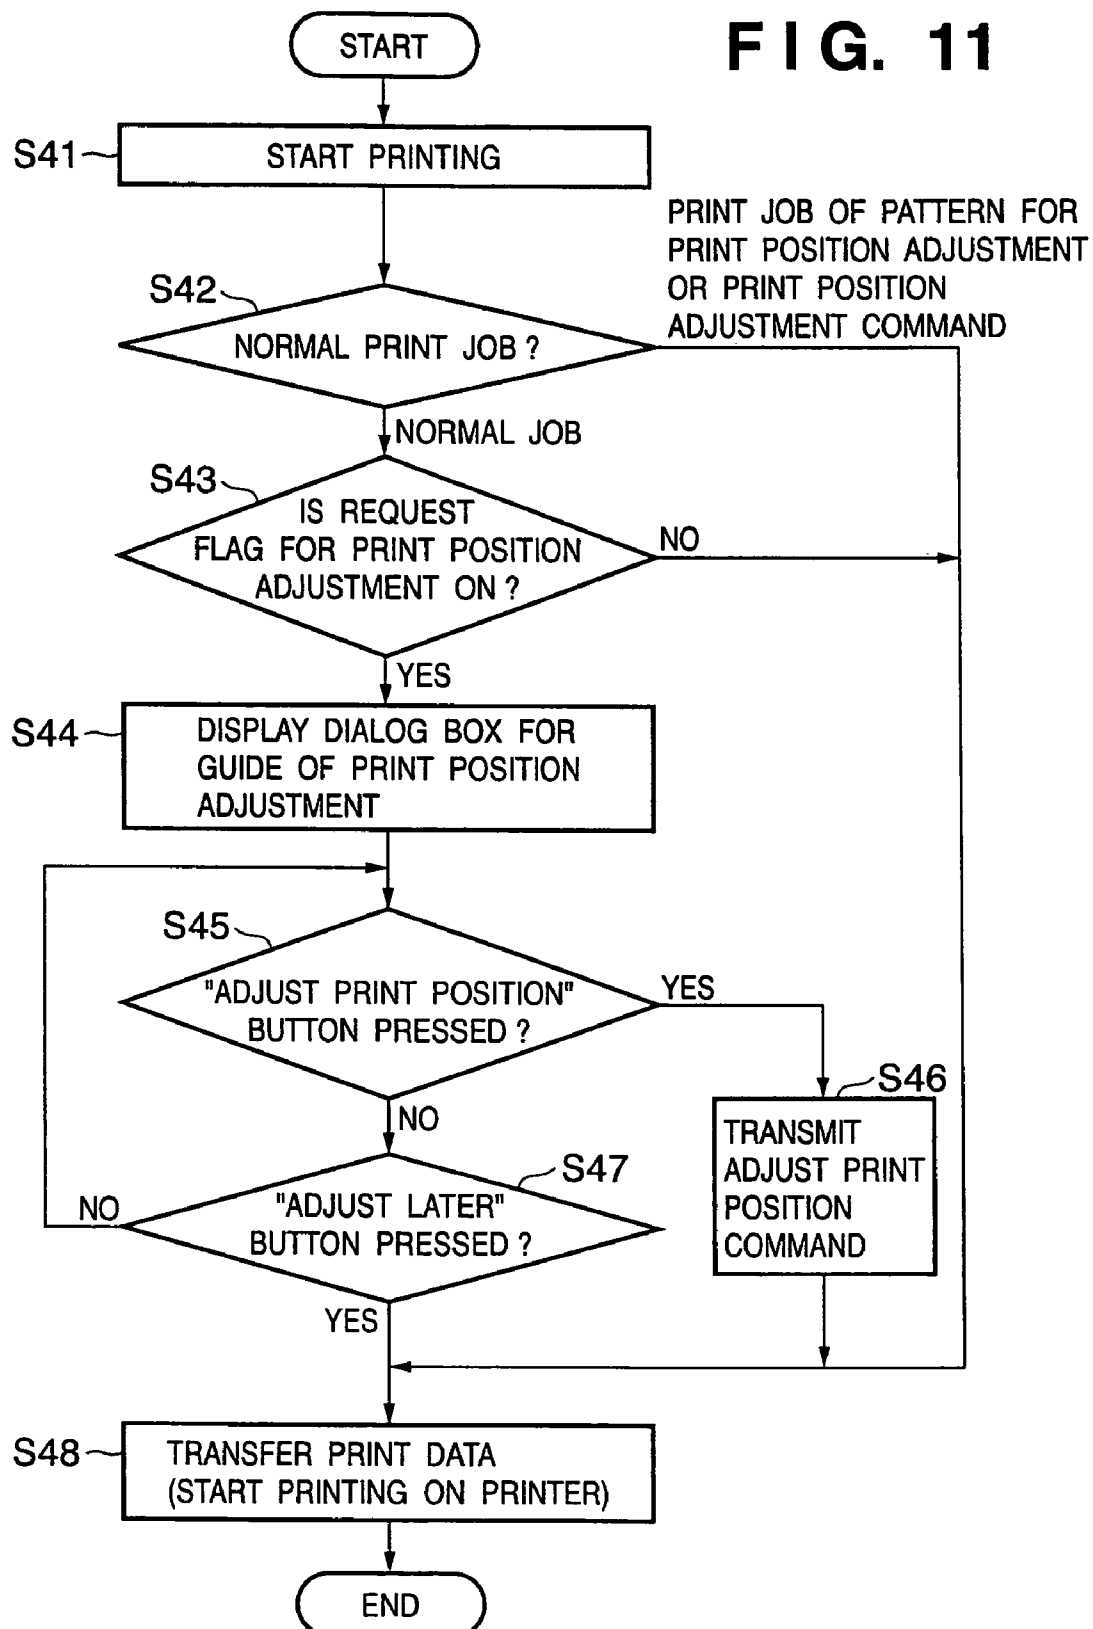 START
FIG. 11
S41
START PRINTING
PRINT JOB OF PATTERN FOR
PRINT POSITION ADJUSTMENT
OR PRINT POSITION
ADJUSTMENT COMMAND
S42
NORMAL PRINT JOB ?
NORMAL JOB
S43
IS REQUEST
FLAG FOR PRINT POSITION
ADJUSTMENT ON ?
NO
YES
S44
DISPLAY DIALOG BOX FOR
GUIDE OF PRINT POSITION
ADJUSTMENT
S45
"ADJUST PRINT POSITION"
BUTTON PRESSED ?
YES
S46
TRANSMIT
ADJUST PRINT
POSITION
COMMAND
NO
S47
"ADJUST LATER"
BUTTON PRESSED ?
NO
YES
S48
TRANSFER PRINT DATA
(START PRINTING ON PRINTER)
END